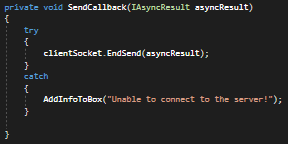 private void SendCallback(IAsyncResult asyncResult)
{
    try
    {
        clientSocket.EndSend(asyncResult);
    }
    catch
    {
        AddInfoToBox("Unable to connect to the server!");
    }

}